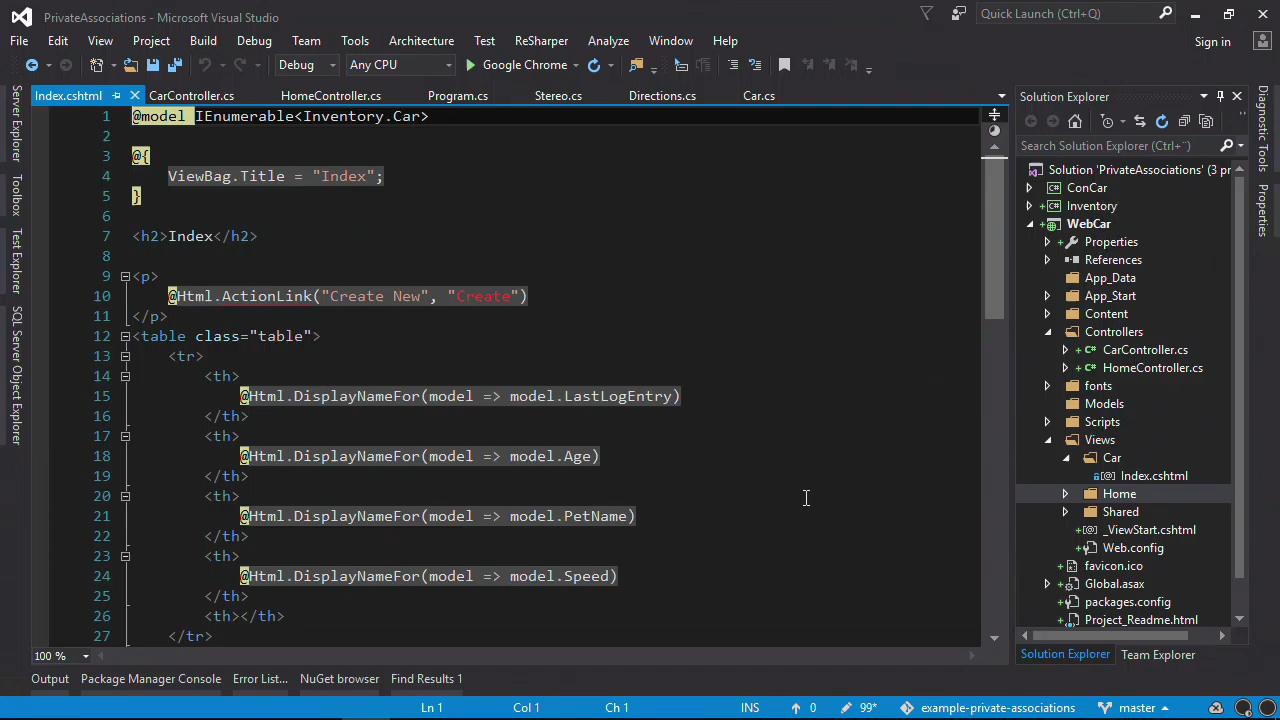 PrivateAssociations - Microsoft Visual Studio
Quick Launch (Ctrl+Q)
File Edit View Project Build Debug Team Tools Architecture Test ReSharper Analyze Window Help
Sign in
Debug Any CPU Google Chrome
Server Explorer
Toolbox
Test Explorer
SQL Server Object Explorer
Index.cshtml CarController.cs HomeController.cs Program.cs Stereo.cs Directions.cs Car.cs
1 @model IEnumerable<Inventory.Car>
2
3 @{
4 ViewBag.Title = "Index";
5 }
6
7 <h2>Index</h2>
8
9 <p>
10 @Html.ActionLink("Create New", "Create")
11 </p>
12 <table class="table">
13 <tr>
14 <th>
15 @Html.DisplayNameFor(model => model.LastLogEntry)
16 </th>
17 <th>
18 @Html.DisplayNameFor(model => model.Age)
19 </th>
20 <th>
21 @Html.DisplayNameFor(model => model.PetName)
22 </th>
23 <th>
24 @Html.DisplayNameFor(model => model.Speed)
25 </th>
26 <th></th>
27 </tr>
100 %
Solution Explorer
Search Solution Explorer (Ctrl+¨)
Solution 'PrivateAssociations' (3 pr
ConCar
Inventory
WebCar
Properties
References
App_Data
App_Start
Content
Controllers
CarController.cs
HomeController.cs
fonts
Models
Scripts
Views
Car
Index.cshtml
Home
Shared
_ViewStart.cshtml
Web.config
favicon.ico
Global.asax
packages.config
Project_Readme.html
Solution Explorer Team Explorer
Diagnostic Tools
Properties
Output Package Manager Console Error List... NuGet browser Find Results 1
Ln 1 Col 1 Ch 1 INS 0 99* example-private-associations master